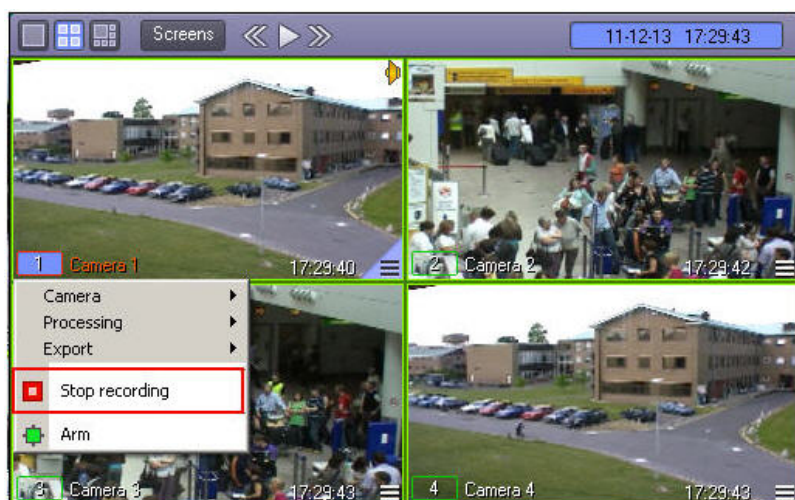 Screens 11-12-13 17:29:43
1 Camera 1 17:29:40
2 Camera 2 17:29:42
Camera
Processing
Export
Stop recording
Arm
3 Camera 3 17:29:43
4 Camera 4 17:29:43